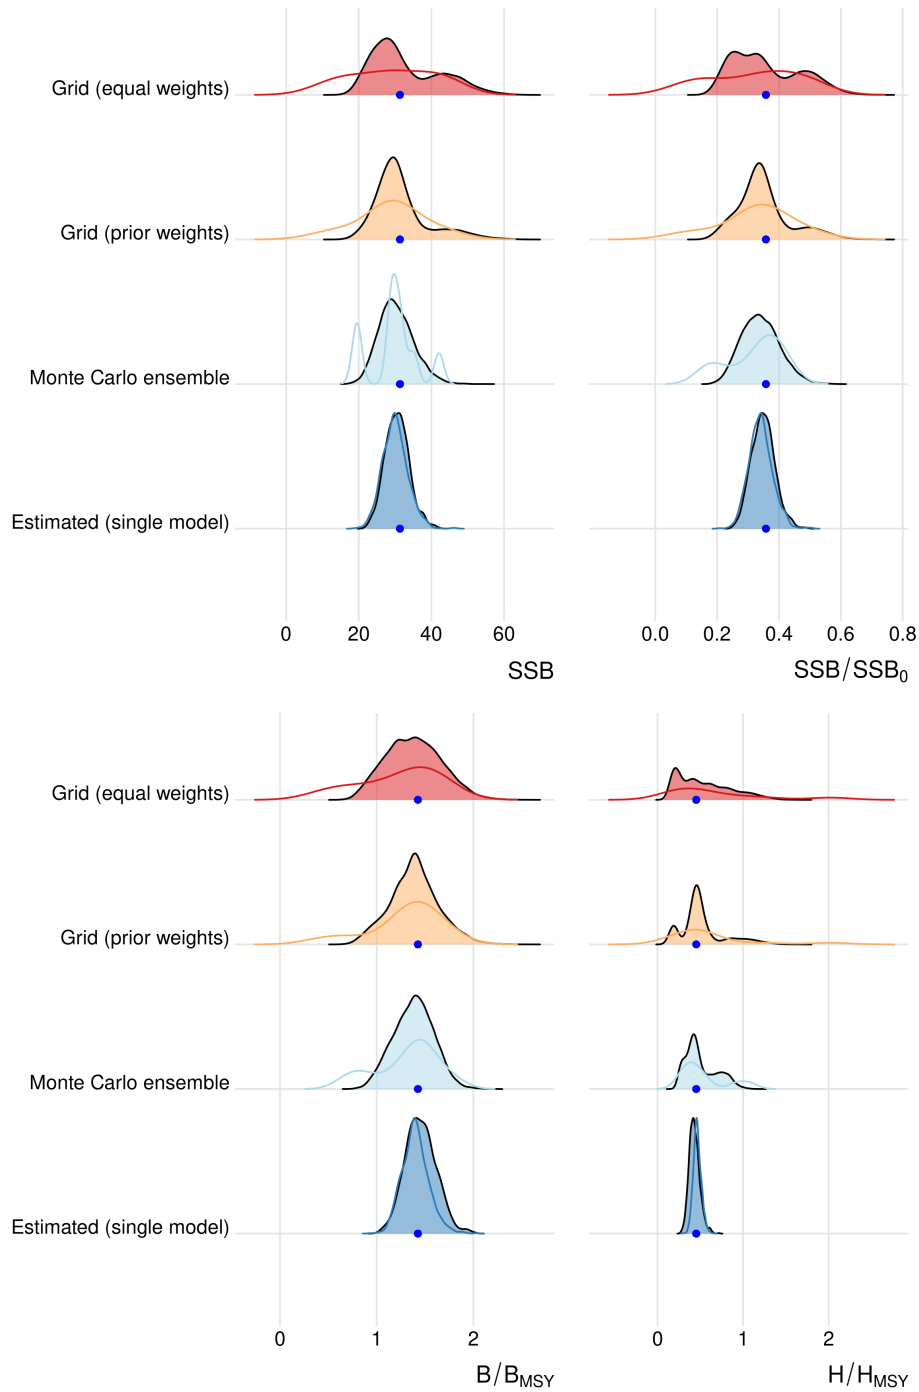 Grid (equal weights)
Grid (prior weights)
Monte Carlo ensemble
Estimated (single model)
0 20 40 60
0.0 0.2 0.4 0.6 0.8
SSB
SSB/SSB₀
Grid (equal weights)
Grid (prior weights)
Monte Carlo ensemble
Estimated (single model)
0 1 2
0 1 2
B/B_MSY
H/H_MSY